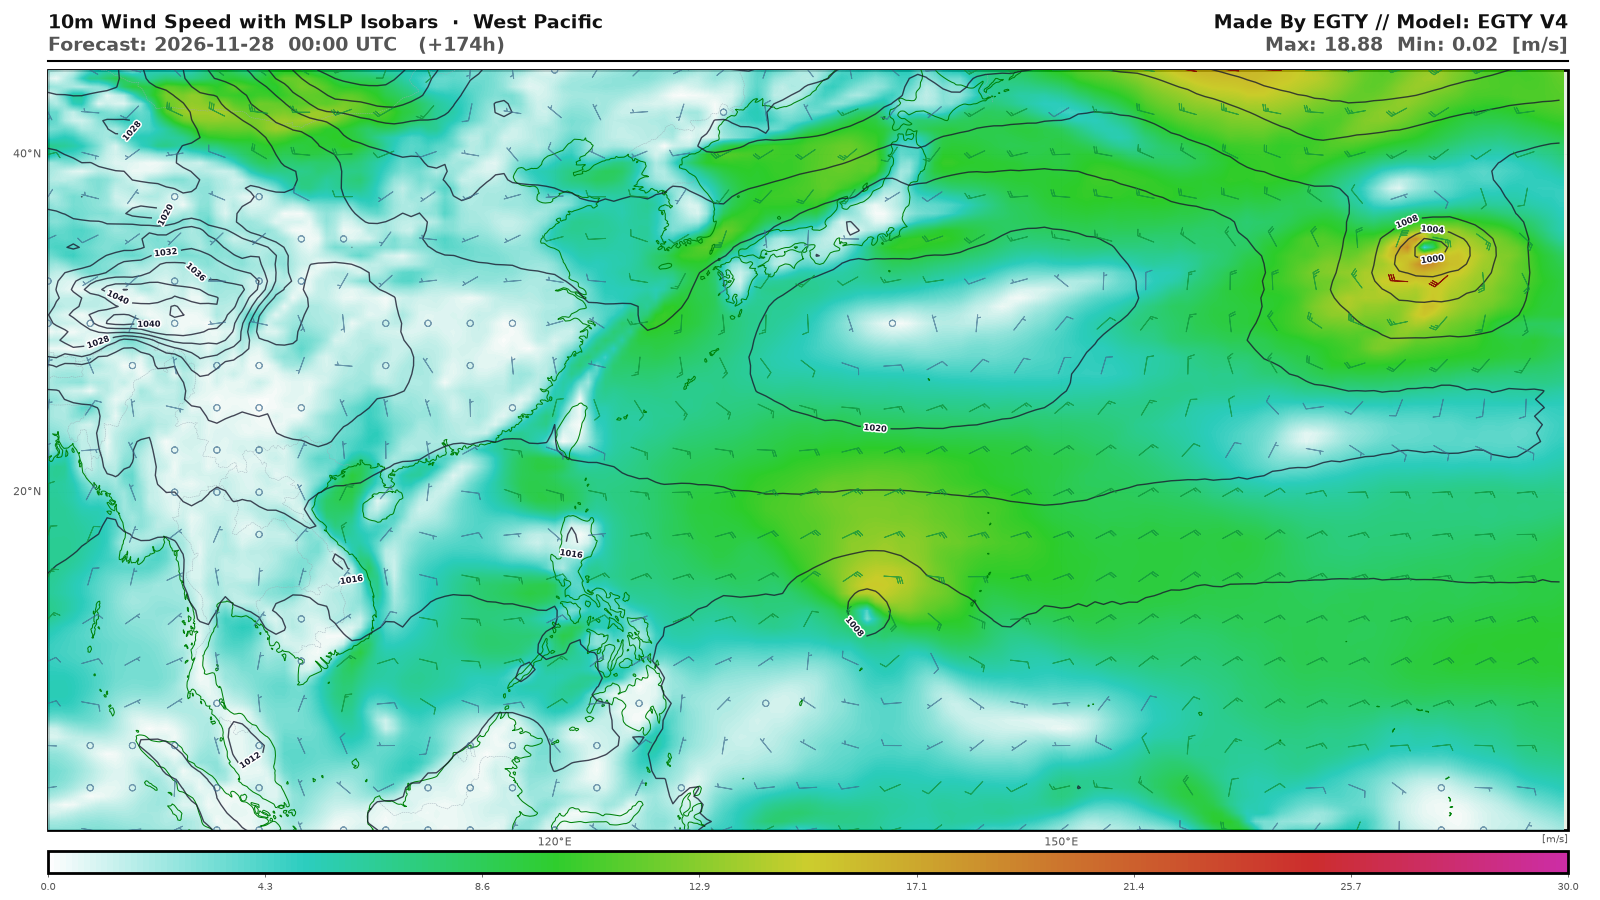 10m Wind Speed with MSLP Isobars · West Pacific
Made By EGTY // Model: EGTY V4
Forecast: 2026-11-28 00:00 UTC (+174h)
Max: 18.88 Min: 0.02 [m/s]
1028
40°N
1020
1008
1004
1032
1000
1036
1040
1040
1028
1020
20°N
1016
1016
1008
1012
120°E
150°E
[m/s]
0.0
4.3
8.6
12.9
17.1
21.4
25.7
30.0